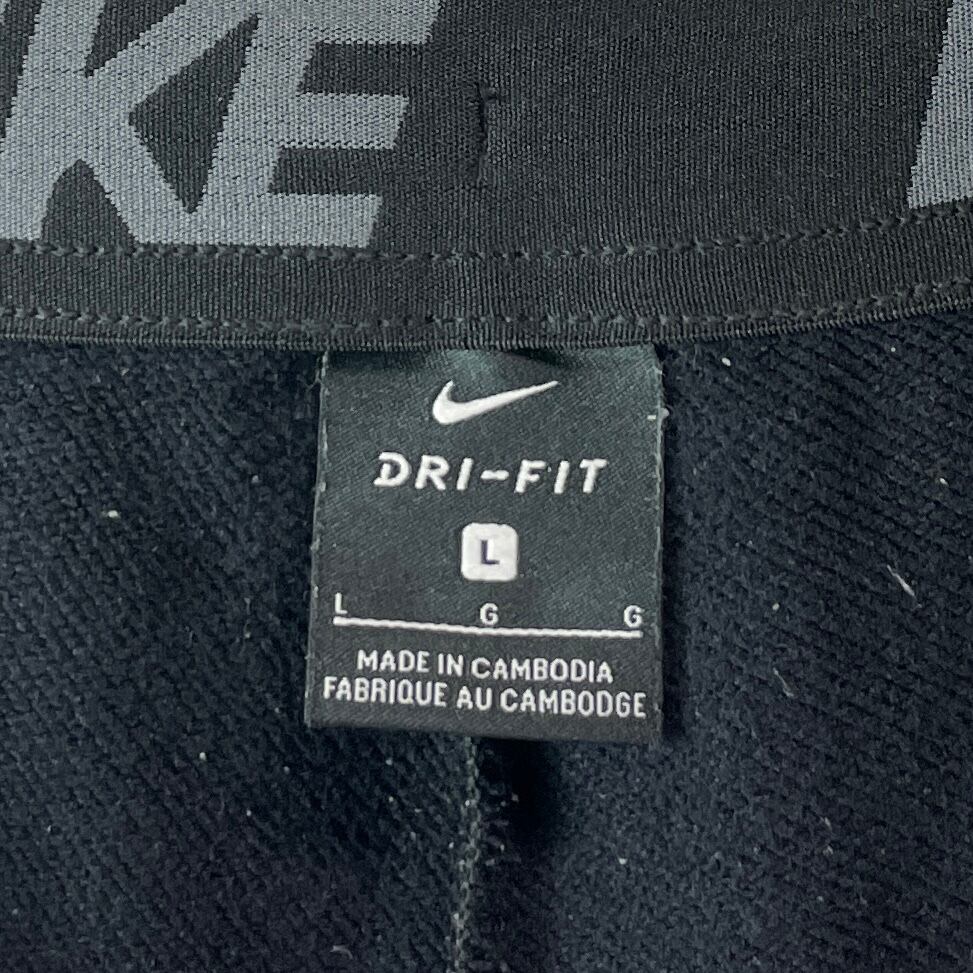 KE
DRI-FIT
L
L G G
MADE IN CAMBODIA
FABRIQUE AU CAMBODGE